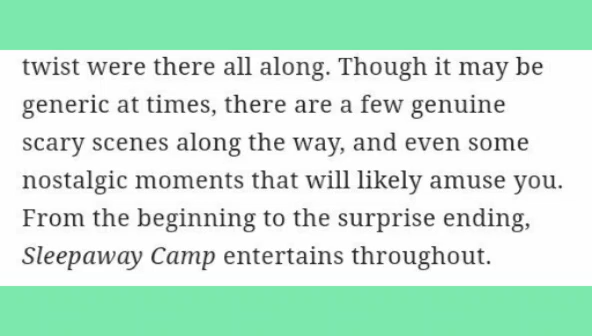 twist were there all along. Though it may be
generic at times, there are a few genuine
scary scenes along the way, and even some
nostalgic moments that will likely amuse you.
From the beginning to the surprise ending,
Sleepaway Camp entertains throughout.